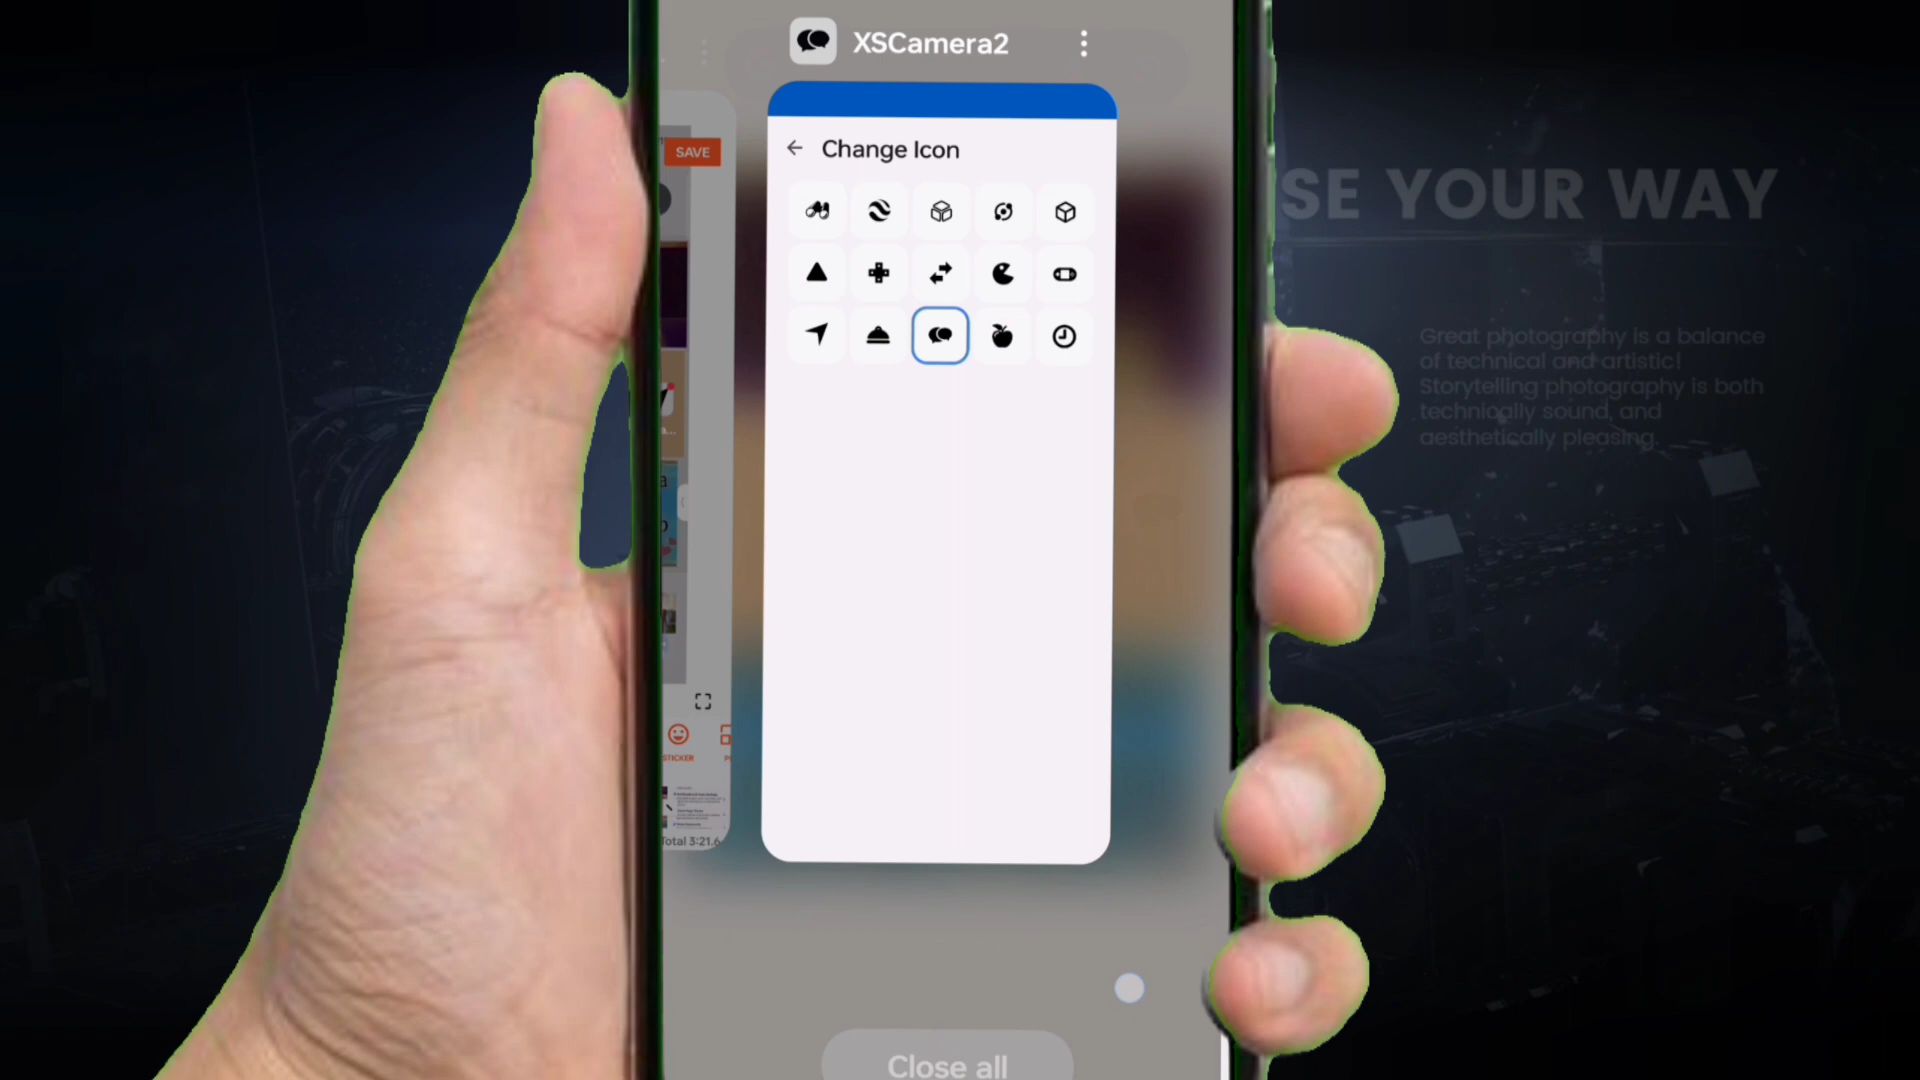 XSCamera2
SAVE
Change Icon
SE YOUR WAY
Great photography is a balance
of technical and artistic!
Storytelling photography is both
technically sound, and
aesthetically pleasing.
STICKER
Total 3:21.6
Close all